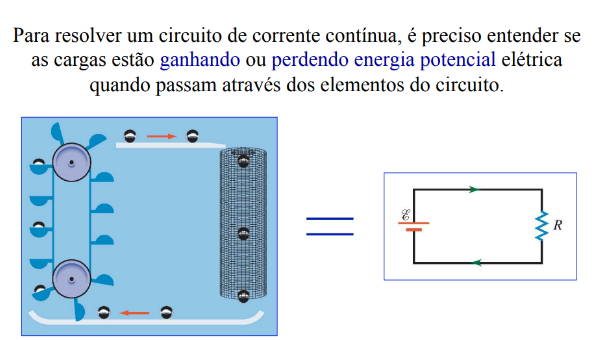 Para resolver um circuito de corrente contínua, é preciso entender se
as cargas estão ganhando ou perdendo energia potencial elétrica
quando passam através dos elementos do circuito.
ℰ
R